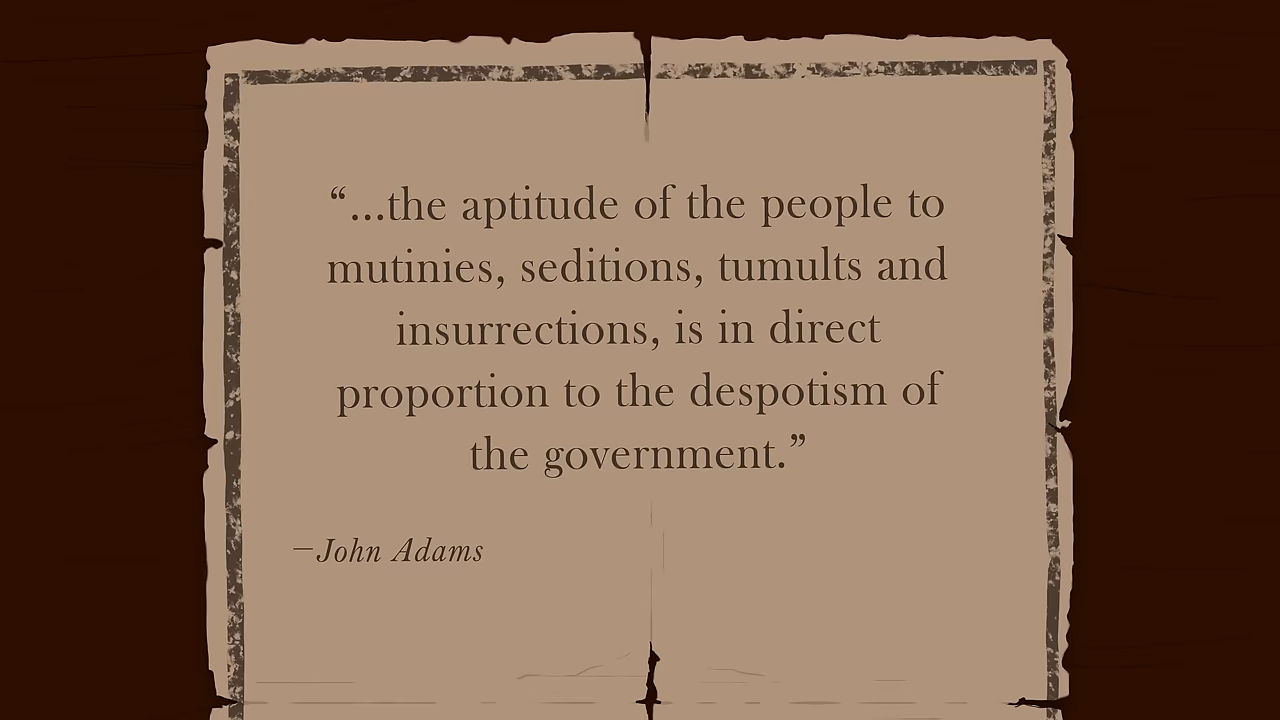 “...the aptitude of the people to
mutinies, seditions, tumults and
insurrections, is in direct
proportion to the despotism of
the government.”
—John Adams